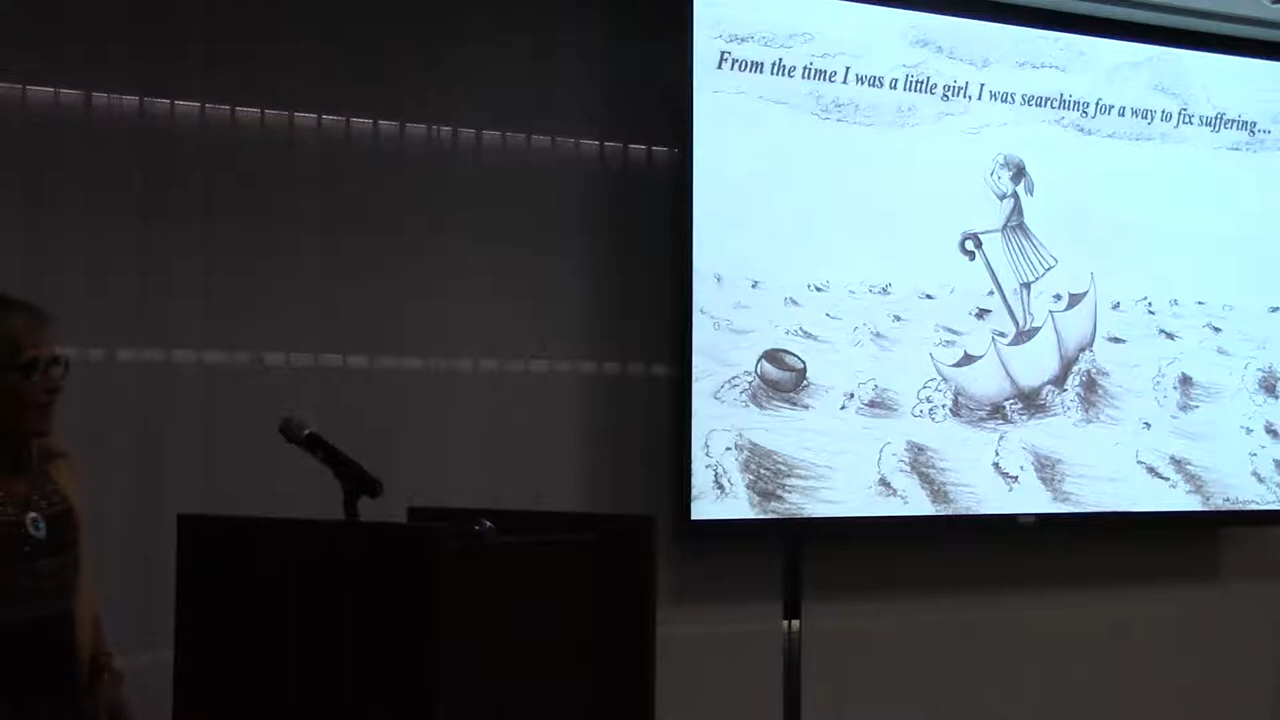 From the time I was a little girl, I was searching for a way to fix suffering...